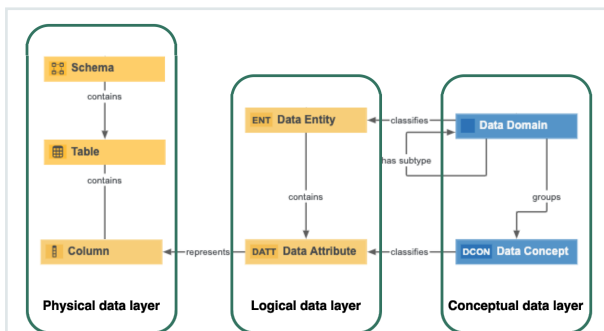 Schema
contains
Table
contains
Column
Physical data layer
ENT Data Entity
contains
represents
DATT Data Attribute
Logical data layer
classifies
Data Domain
has subtype
groups
classifies
DCON Data Concept
Conceptual data layer